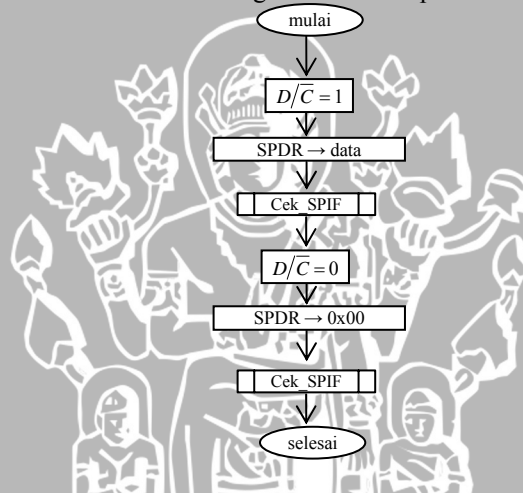 mulai
D/C̅ = 1
SPDR → data
Cek_SPIF
D/C̅ = 0
SPDR → 0x00
Cek_SPIF
selesai